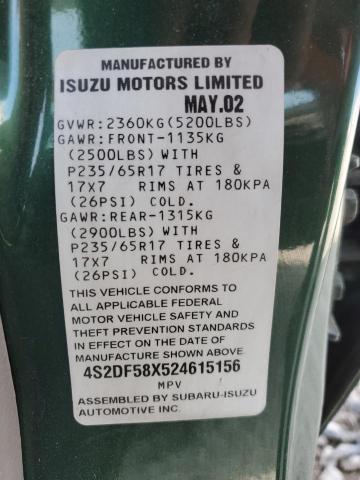 MANUFACTURED BY
ISUZU MOTORS LIMITED
MAY.02
GVWR:2360KG(5200LBS)
GAWR:FRONT-1135KG
(2500LBS) WITH
P235/65R17 TIRES &
17X7 RIMS AT 180KPA
(26PSI) COLD.
GAWR:REAR-1315KG
(2900LBS) WITH
P235/65R17 TIRES &
17X7 RIMS AT 180KPA
(26PSI) COLD.
THIS VEHICLE CONFORMS TO
ALL APPLICABLE FEDERAL
MOTOR VEHICLE SAFETY AND
THEFT PREVENTION STANDARDS
IN EFFECT ON THE DATE OF
MANUFACTURE SHOWN ABOVE.
4S2DF58X524615156
MPV
ASSEMBLED BY SUBARU-ISUZU
AUTOMOTIVE INC.